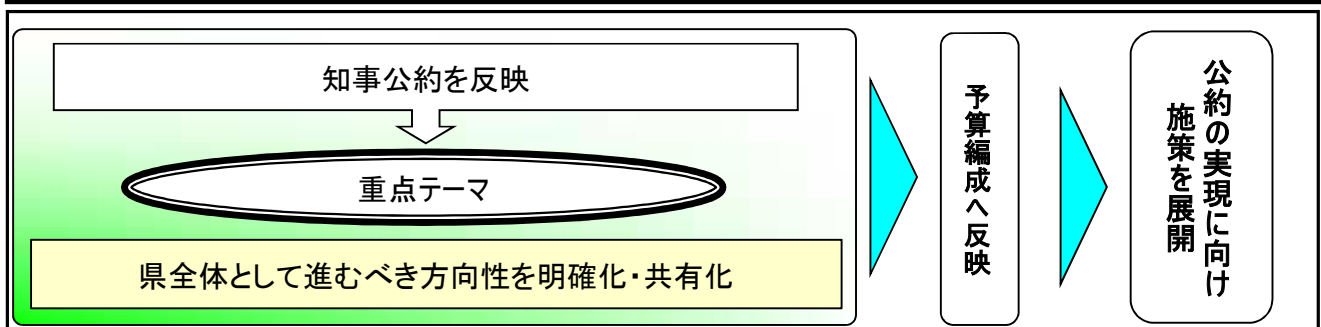 知事公約を反映
重点テーマ
県全体として進むべき方向性を明確化・共有化
予算編成へ反映
公約の実現に向け
施策を展開